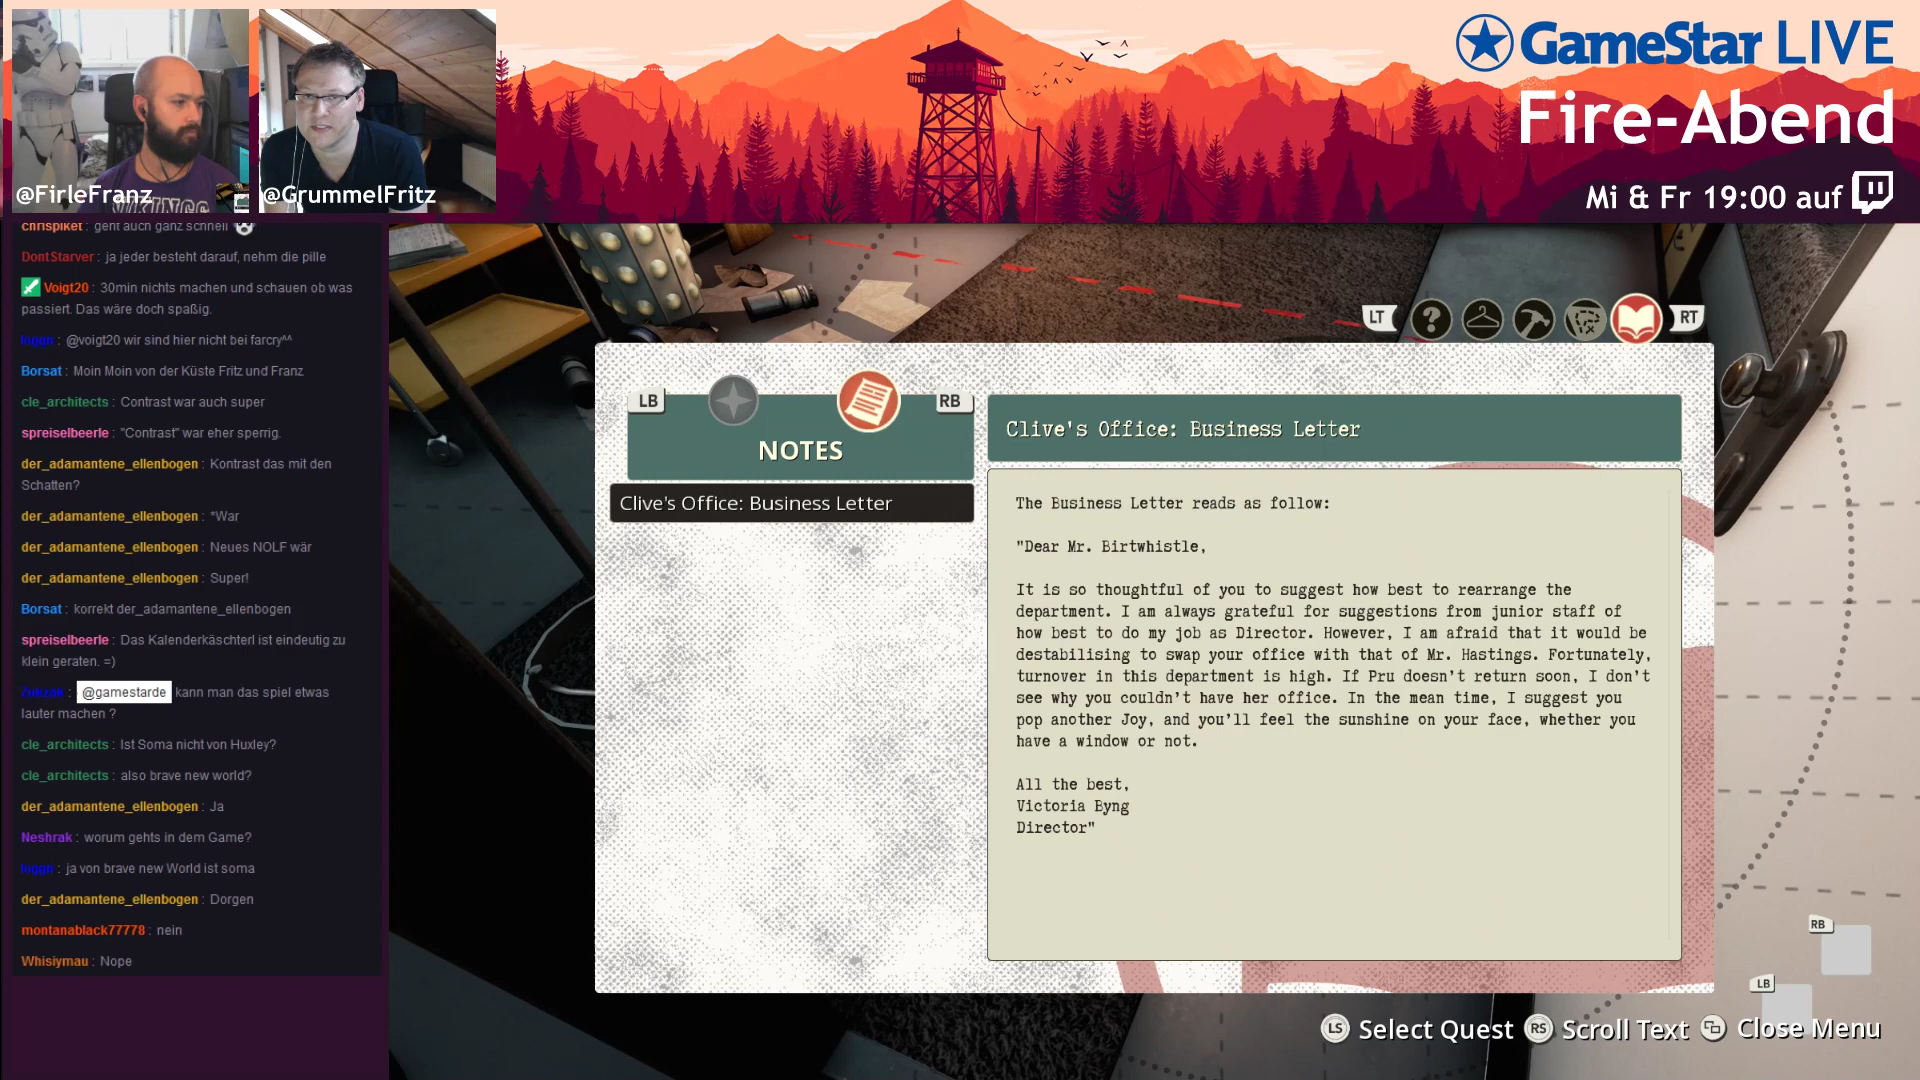 GameStar LIVE
Fire-Abend
Mi & Fr 19:00 auf
@FirleFranz
VIKINGS
@GrummelFritz
chrispiket : geht auch ganz schnell
DontStarver : ja jeder besteht darauf, nehm die pille
Voigt20 : 30min nichts machen und schauen ob was
passiert. Das wäre doch spaßig.
: @voigt20 wir sind hier nicht bei farcry^^
Borsat : Moin Moin von der Küste Fritz und Franz
cle_architects : Contrast war auch super
spreiselbeerle : "Contrast" war eher sperrig.
der_adamantene_ellenbogen : Kontrast das mit den
Schatten?
der_adamantene_ellenbogen : *War
der_adamantene_ellenbogen : Neues NOLF wär
der_adamantene_ellenbogen : Super!
Borsat : korrekt der_adamantene_ellenbogen
spreiselbeerle : Das Kalenderkäschterl ist eindeutig zu
klein geraten. =)
: @gamestarde kann man das spiel etwas
lauter machen ?
cle_architects : Ist Soma nicht von Huxley?
cle_architects : also brave new world?
der_adamantene_ellenbogen : Ja
Neshrak : worum gehts in dem Game?
: ja von brave new World ist soma
der_adamantene_ellenbogen : Dorgen
montanablack77778 : nein
Whisiymau : Nope
LT
?
RT
LB
RB
NOTES
Clive's Office: Business Letter
Clive's Office: Business Letter
The Business Letter reads as follow:
"Dear Mr. Birtwhistle,
It is so thoughtful of you to suggest how best to rearrange the
department. I am always grateful for suggestions from junior staff of
how best to do my job as Director. However, I am afraid that it would be
destabilising to swap your office with that of Mr. Hastings. Fortunately,
turnover in this department is high. If Pru doesn't return soon, I don't
see why you couldn't have her office. In the mean time, I suggest you
pop another Joy, and you'll feel the sunshine on your face, whether you
have a window or not.
All the best,
Victoria Byng
Director"
RB
LB
LS Select Quest RS Scroll Text Close Menu